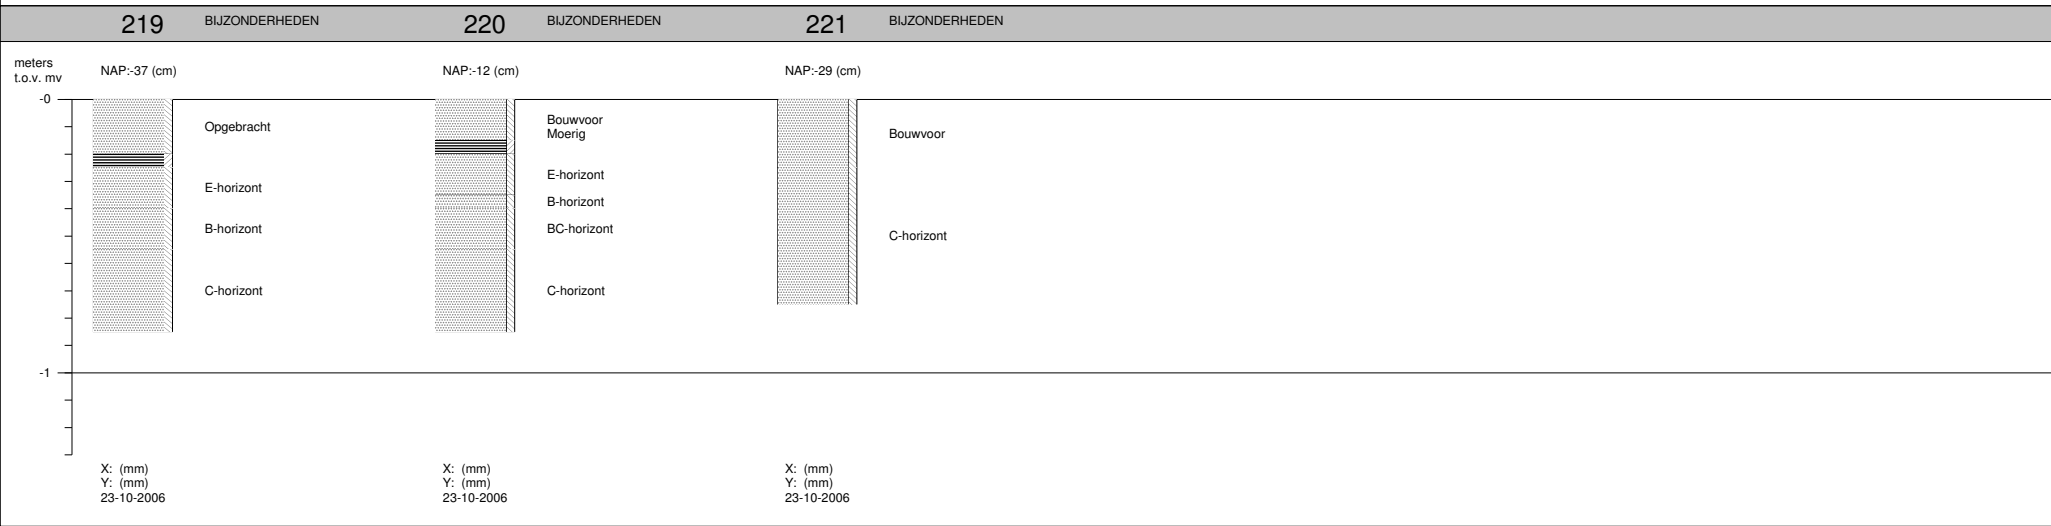 219 BIJZONDERHEDEN 220 BIJZONDERHEDEN 221 BIJZONDERHEDEN
meters
t.o.v. mv
NAP:-37 (cm) NAP:-12 (cm) NAP:-29 (cm)
-0
Opgebracht
E-horizont
B-horizont
C-horizont
Bouwvoor
Moerig
E-horizont
B-horizont
BC-horizont
C-horizont
Bouwvoor
C-horizont
-1
X: (mm)
Y: (mm)
23-10-2006
X: (mm)
Y: (mm)
23-10-2006
X: (mm)
Y: (mm)
23-10-2006